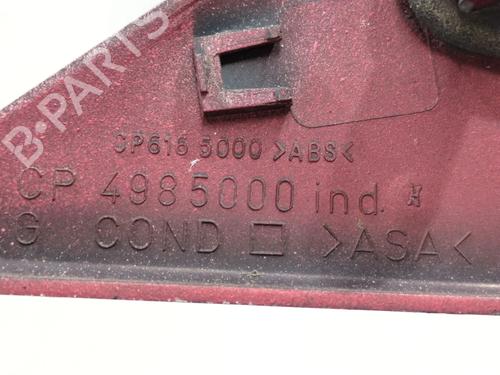 B-PARTS
CP616 5000 >ABS<
CP 4985000 ind. H
G COND □ >ASA<